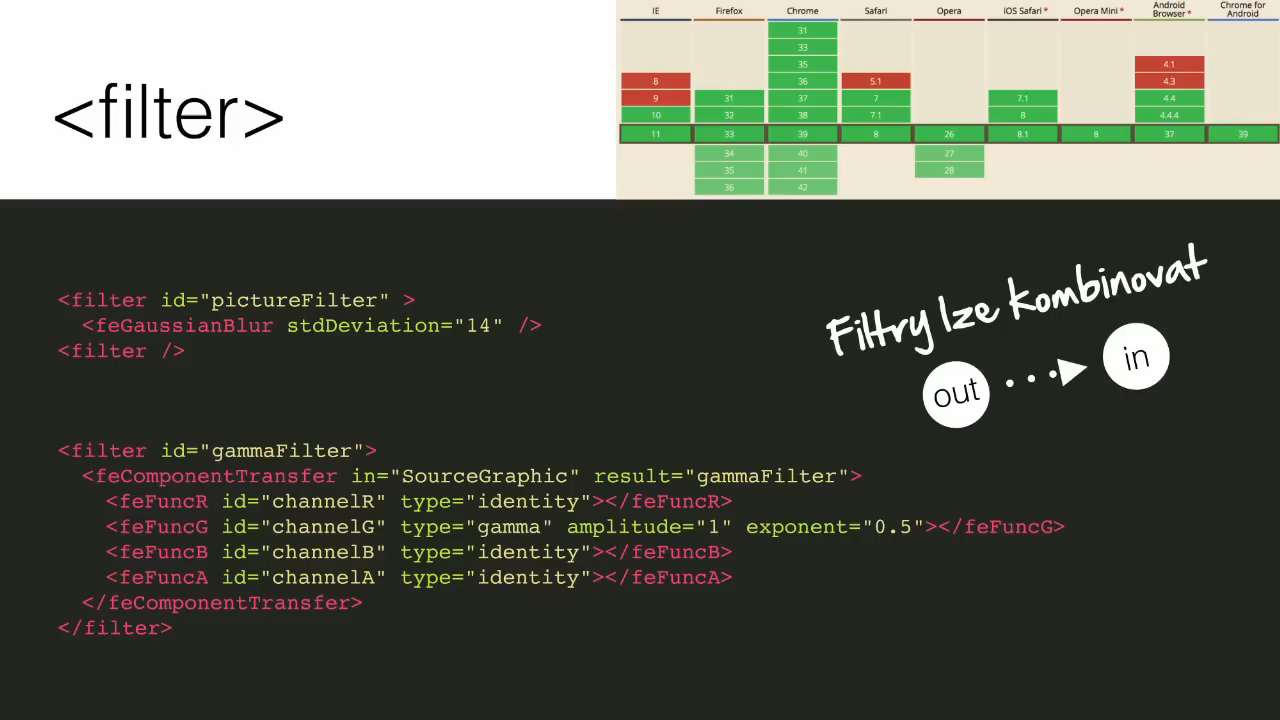 <filter>
IE Firefox Chrome Safari Opera iOS Safari* Opera Mini* Android Browser* Chrome for Android
31
33
35
8 36 5.1 4.1
9 31 37 7 7.1 4.3
10 32 38 7.1 8 4.4
4.4.4
11 33 39 8 26 8.1 8 37 39
34 40 27
35 41 28
36 42
Filtry lze kombinovat
out in
<filter id="pictureFilter" >
<feGaussianBlur stdDeviation="14" />
<filter />
<filter id="gammaFilter">
<feComponentTransfer in="SourceGraphic" result="gammaFilter">
<feFuncR id="channelR" type="identity"></feFuncR>
<feFuncG id="channelG" type="gamma" amplitude="1" exponent="0.5"></feFuncG>
<feFuncB id="channelB" type="identity"></feFuncB>
<feFuncA id="channelA" type="identity"></feFuncA>
</feComponentTransfer>
</filter>